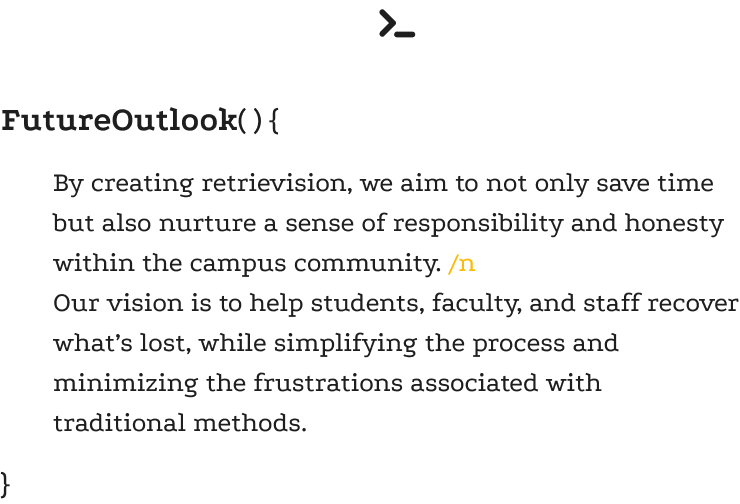 >_
FutureOutlook(){
By creating retrievision, we aim to not only save time
but also nurture a sense of responsibility and honesty
within the campus community. /n
Our vision is to help students, faculty, and staff recover
what’s lost, while simplifying the process and
minimizing the frustrations associated with
traditional methods.
}